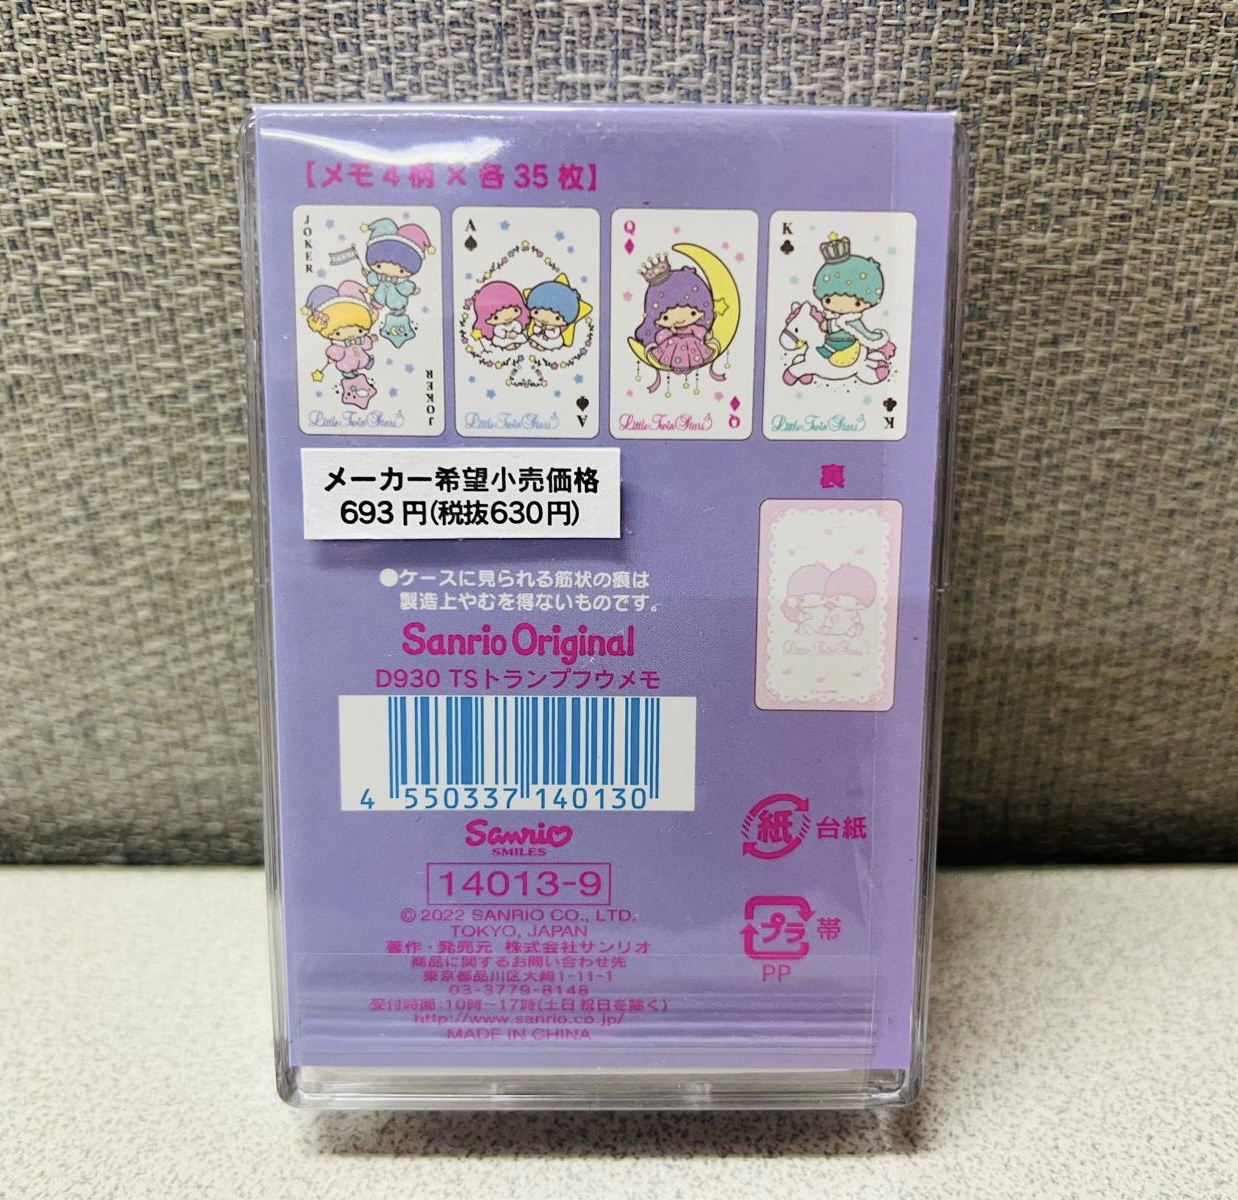 【メモ4柄×各35枚】
JOKER
JOKER
Little Twin Stars
A
A
Little Twin Stars
Q
Q
Little Twin Stars
K
K
Little Twin Stars
メーカー希望小売価格
693円(税抜630円)
裏
Little Twin Stars
●ケースに見られる筋状の痕は
製造上やむを得ないものです。
Sanrio Original
D930 TSトランプフウメモ
4 550337 140130
紙 台紙
Sanrio
SMILES
14013-9
プラ 帯
PP
©2022 SANRIO CO., LTD.
TOKYO, JAPAN
著作・発売元 株式会社サンリオ
商品に関するお問い合わせ先
東京都品川区大崎1-11-1
03-3779-8148
受付時間:10時～17時(土日祝日を除く)
http://www.sanrio.co.jp/
MADE IN CHINA